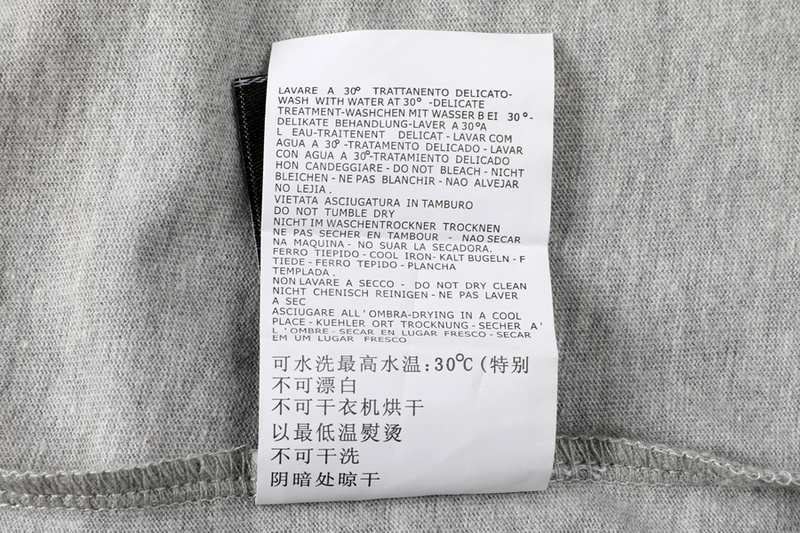 LAVARE A 30° TRATTANENTO DELICATO-
WASH WITH WATER AT 30° -DELICATE
TREATMENT-WASHCHEN MIT WASSER B EI 30°-
DELIKATE BEHANDLUNG-LAVER A 30°A
L EAU-TRAITENENT DELICAT - LAVAR COM
AGUA A 30° -TRATAMENTO DELICADO - LAVAR
CON AGUA A 30°-TRATAMIENTO DELICADO
HON CANDEGGIARE - DO NOT BLEACH - NICHT
BLEICHEN - NE PAS BLANCHIR - NAO ALVEJAR
NO LEJIA .
VIETATA ASCIUGATURA IN TAMBURO
DO NOT TUMBLE DRY
NICHT IM WASCHENTROCKNER TROCKNEN
NE PAS SECHER EN TAMBOUR - NAO SECAR
NA MAQUINA - NO SUAR LA SECADORA.
FERRO TIEPIDO - COOL IRON- KALT BUGELN - F
TIEDE - FERRO TEPIDO - PLANCHA
TEMPLADA .
NON LAVARE A SECCO - DO NOT DRY CLEAN
NICHT CHENISCH REINIGEN - NE PAS LAVER
A SEC
ASCIUGARE ALL'OMBRA-DRYING IN A COOL
PLACE - KUEHLER ORT TROCKNUNG - SECHER A'
L 'OMBRE - SECAR EN LUGAR FRESCO - SECAR
EM UM LUGAR FRESCO
可水洗最高水温:30℃(特别
不可漂白
不可干衣机烘干
以最低温熨烫
不可干洗
阴暗处晾干